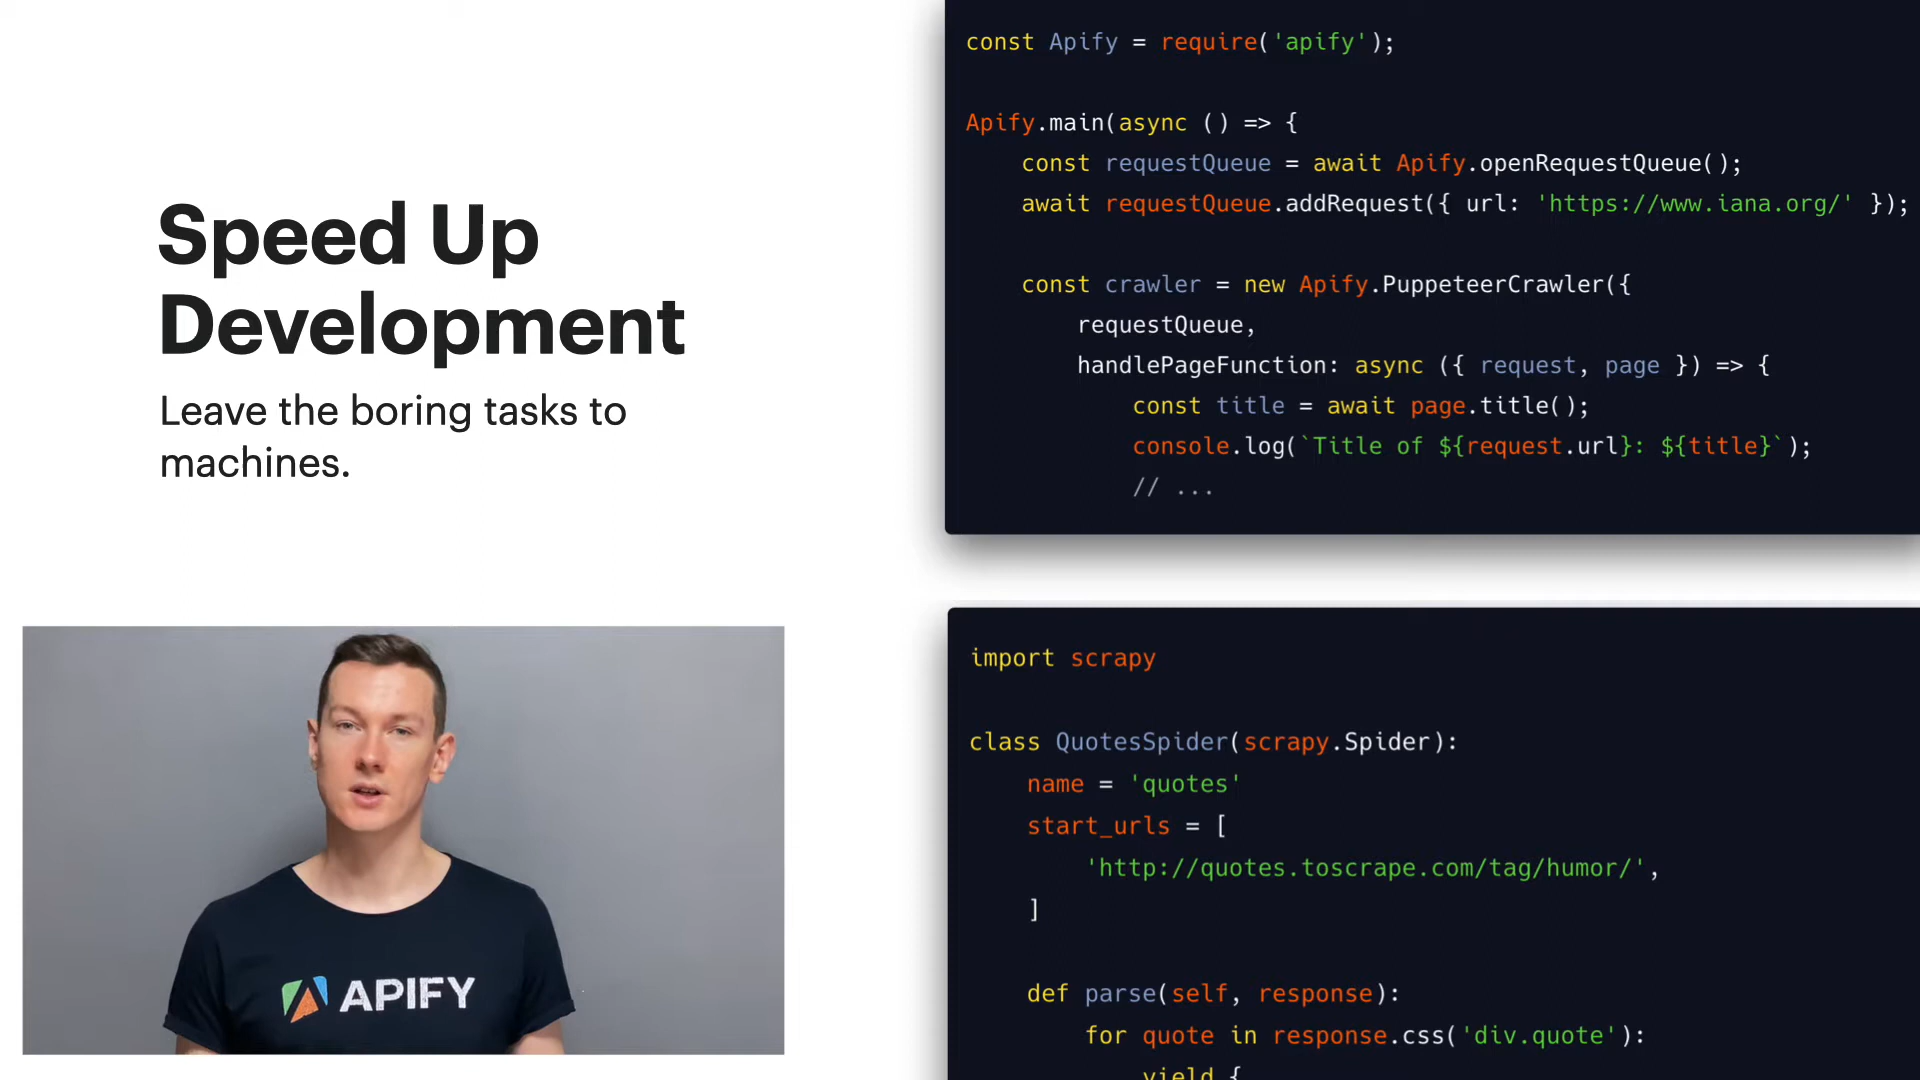 Speed Up
Development
Leave the boring tasks to
machines.
APIFY
const Apify = require('apify');
Apify.main(async () => {
    const requestQueue = await Apify.openRequestQueue();
    await requestQueue.addRequest({ url: 'https://www.iana.org/' });
    const crawler = new Apify.PuppeteerCrawler({
        requestQueue,
        handlePageFunction: async ({ request, page }) => {
            const title = await page.title();
            console.log(`Title of ${request.url}: ${title}`);
            // ...
import scrapy
class QuotesSpider(scrapy.Spider):
    name = 'quotes'
    start_urls = [
        'http://quotes.toscrape.com/tag/humor/',
    ]
    def parse(self, response):
        for quote in response.css('div.quote'):
            yield {